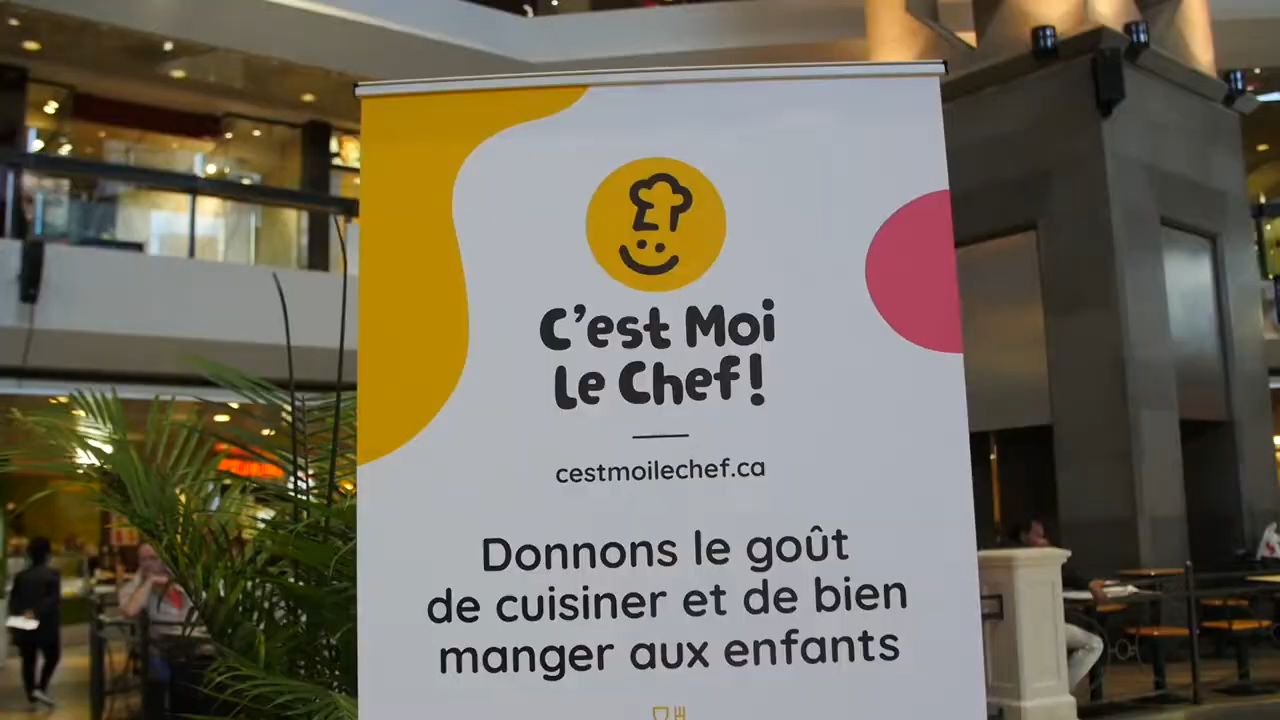 C'est Moi
Le Chef!
cestmoilechef.ca
Donnons le goût
de cuisiner et de bien
manger aux enfants